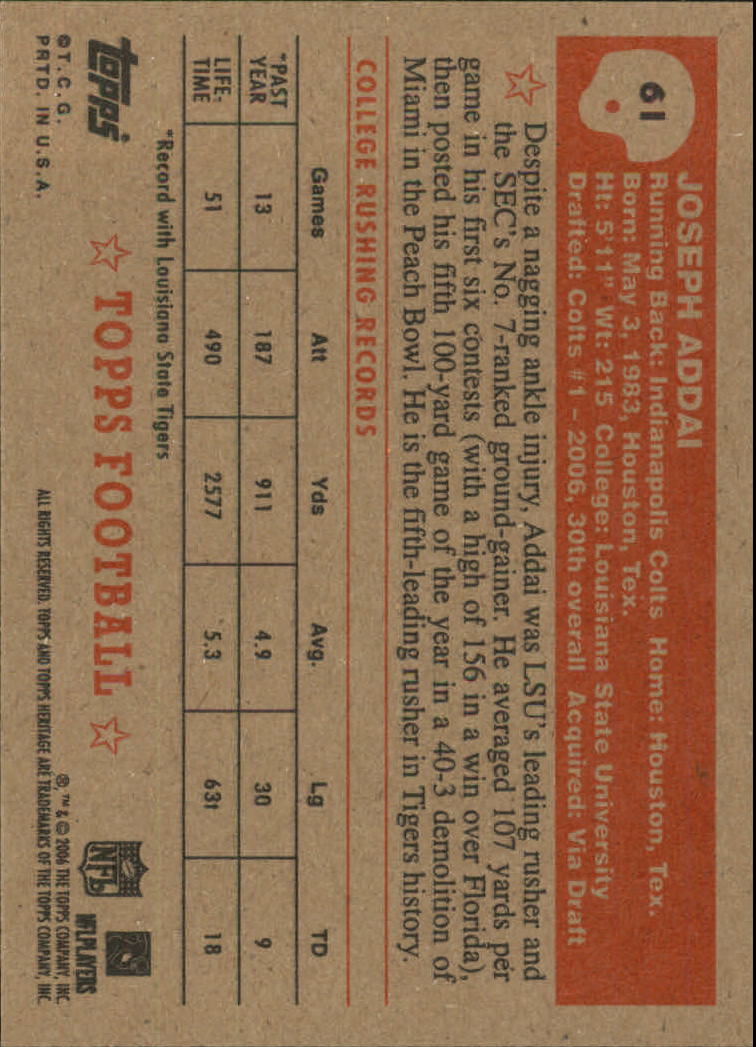 61
JOSEPH ADDAI
Running Back: Indianapolis Colts Home: Houston, Tex.
Born: May 3, 1983, Houston, Tex.
Ht: 5'11" Wt: 215 College: Louisiana State University
Drafted: Colts #1 – 2006, 30th overall Acquired: Via Draft
Despite a nagging ankle injury, Addai was LSU's leading rusher and
the SEC's No. 7-ranked ground-gainer. He averaged 107 yards per
game in his first six contests (with a high of 156 in a win over Florida),
then posted his fifth 100-yard game of the year in a 40-3 demolition of
Miami in the Peach Bowl. He is the fifth-leading rusher in Tigers history.
COLLEGE RUSHING RECORDS
Games Att Yds Avg. Lg TD
*PAST YEAR 13 187 911 4.9 30 9
LIFE-TIME 51 490 2577 5.3 63t 18
*Record with Louisiana State Tigers
topps
TOPPS FOOTBALL
NFL
NFLPLAYERS
©T.C.G.
PRTD. IN U.S.A.
®, ™ & © 2006 THE TOPPS COMPANY, INC.
ALL RIGHTS RESERVED. TOPPS AND TOPPS HERITAGE ARE TRADEMARKS OF THE TOPPS COMPANY, INC.